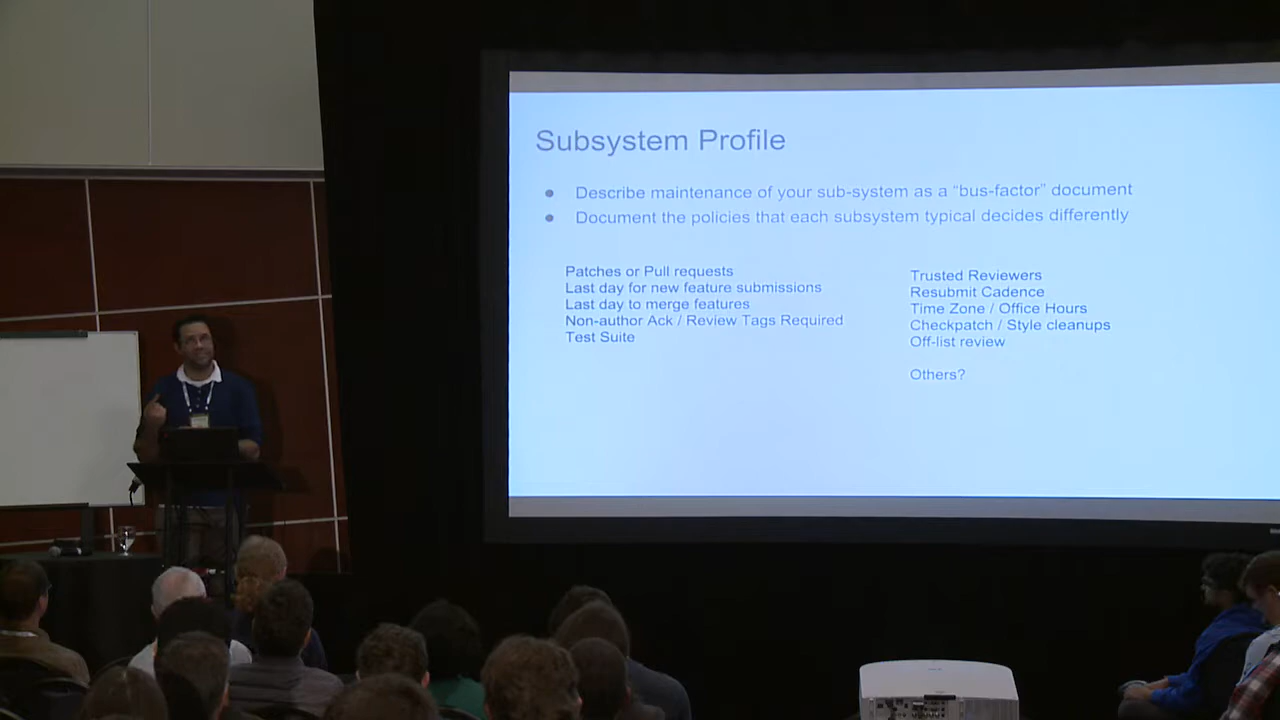 Subsystem Profile
● Describe maintenance of your sub-system as a “bus-factor” document
● Document the policies that each subsystem typical decides differently
Patches or Pull requests
Last day for new feature submissions
Last day to merge features
Non-author Ack / Review Tags Required
Test Suite
Trusted Reviewers
Resubmit Cadence
Time Zone / Office Hours
Checkpatch / Style cleanups
Off-list review
Others?